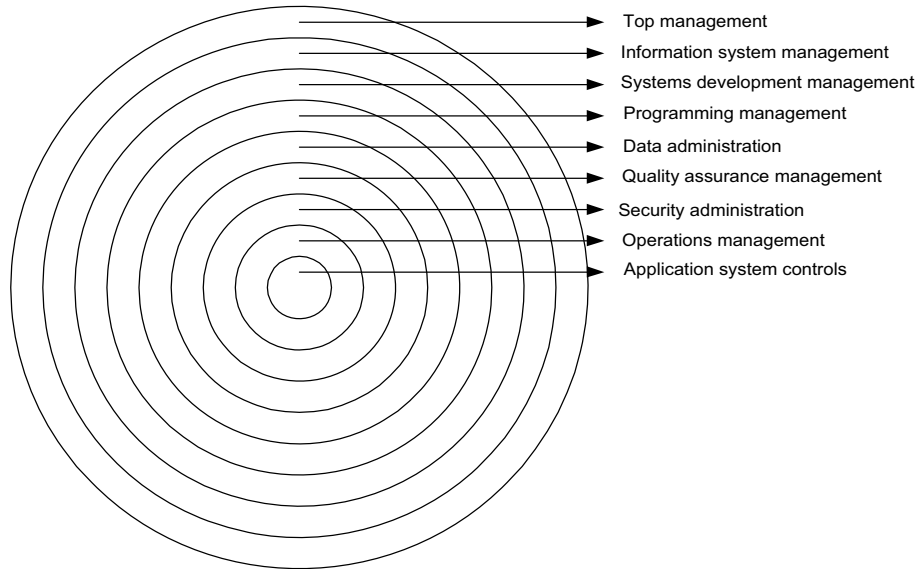 Top management
Information system management
Systems development management
Programming management
Data administration
Quality assurance management
Security administration
Operations management
Application system controls